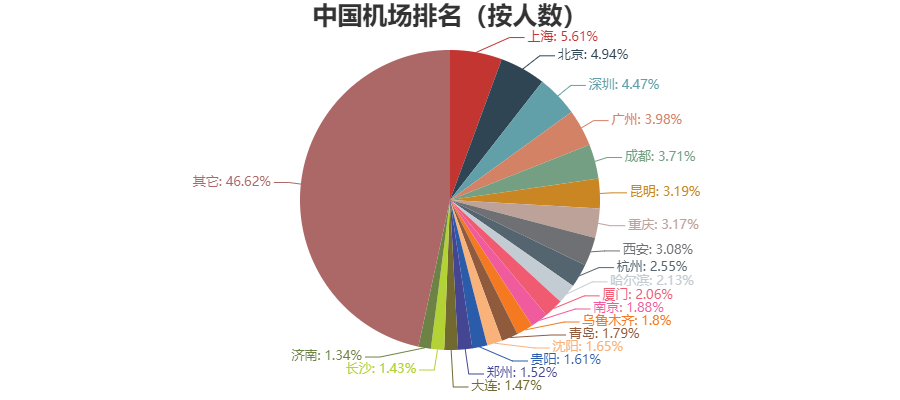 中国机场排名（按人数）
上海: 5.61%
北京: 4.94%
深圳: 4.47%
广州: 3.98%
成都: 3.71%
昆明: 3.19%
重庆: 3.17%
西安: 3.08%
杭州: 2.55%
哈尔滨: 2.13%
厦门: 2.06%
南京: 1.88%
乌鲁木齐: 1.8%
青岛: 1.79%
沈阳: 1.65%
贵阳: 1.61%
郑州: 1.52%
大连: 1.47%
长沙: 1.43%
济南: 1.34%
其它: 46.62%